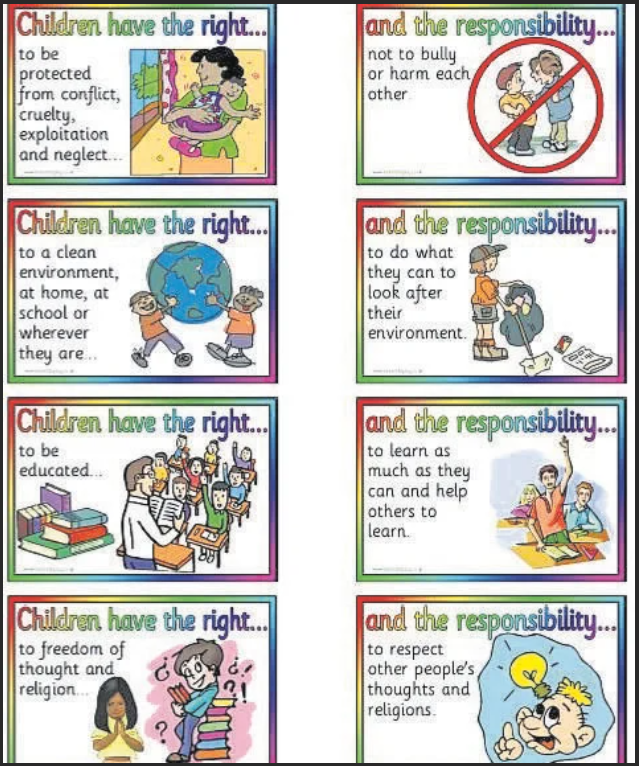 Children have the right...
to be
protected
from conflict,
cruelty,
exploitation
and neglect...
and the responsibility...
not to bully
or harm each
other.
Children have the right...
to a clean
environment,
at home, at
school or
wherever
they are...
and the responsibility...
to do what
they can to
look after
their
environment.
Children have the right...
to be
educated...
and the responsibility...
to learn as
much as they
can and help
others to
learn.
Children have the right...
to freedom of
thought and
religion...
and the responsibility...
to respect
other people's
thoughts and
religions.